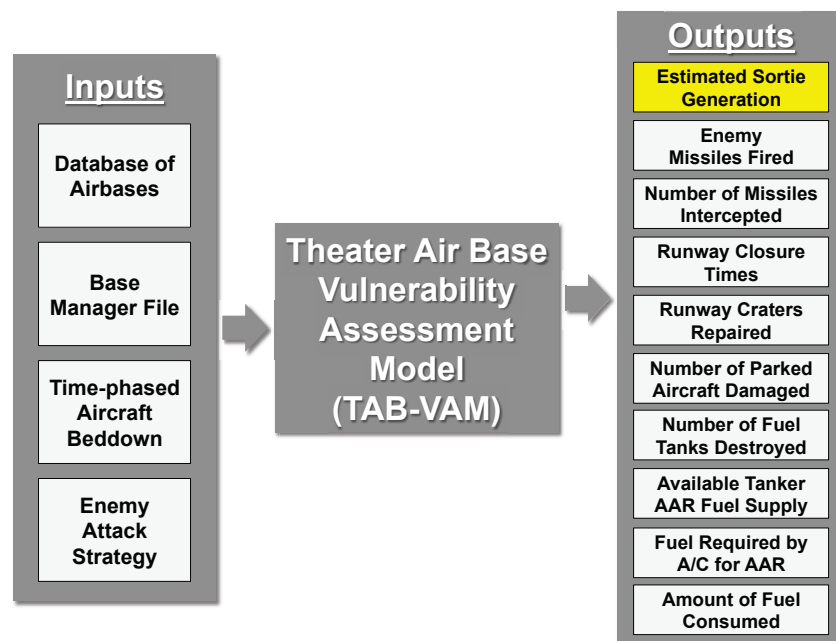 Inputs
Database of
Airbases
Base
Manager File
Time-phased
Aircraft
Beddown
Enemy
Attack
Strategy
Theater Air Base
Vulnerability
Assessment
Model
(TAB-VAM)
Outputs
Estimated Sortie
Generation
Enemy
Missiles Fired
Number of Missiles
Intercepted
Runway Closure
Times
Runway Craters
Repaired
Number of Parked
Aircraft Damaged
Number of Fuel
Tanks Destroyed
Available Tanker
AAR Fuel Supply
Fuel Required by
A/C for AAR
Amount of Fuel
Consumed